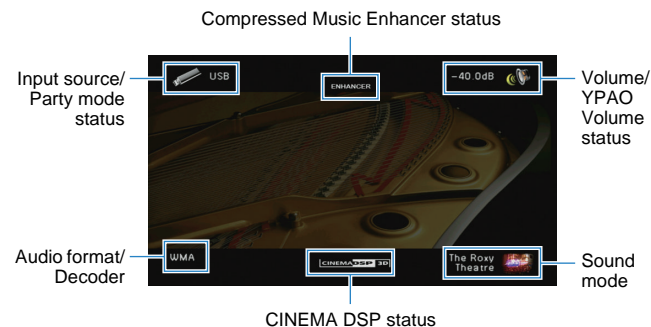 Compressed Music Enhancer status
Input source/
Party mode
status
USB
ENHANCER
-40.0dB
Volume/
YPAO
Volume
status
Audio format/
Decoder
WMA
CINEMA DSP 3D
The Roxy
Theatre
Sound
mode
CINEMA DSP status